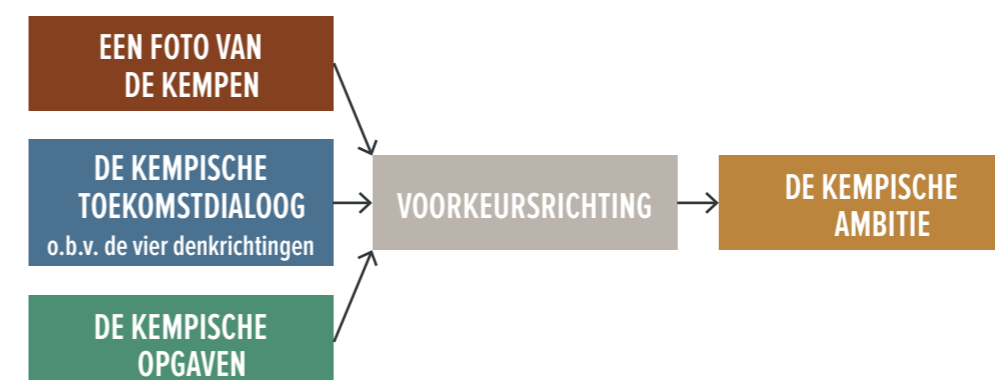 EEN FOTO VAN
DE KEMPEN
DE KEMPISCHE
TOEKOMSTDIALOOG
o.b.v. de vier denkrichtingen
DE KEMPISCHE
OPGAVEN
VOORKEURSRICHTING
DE KEMPISCHE
AMBITIE